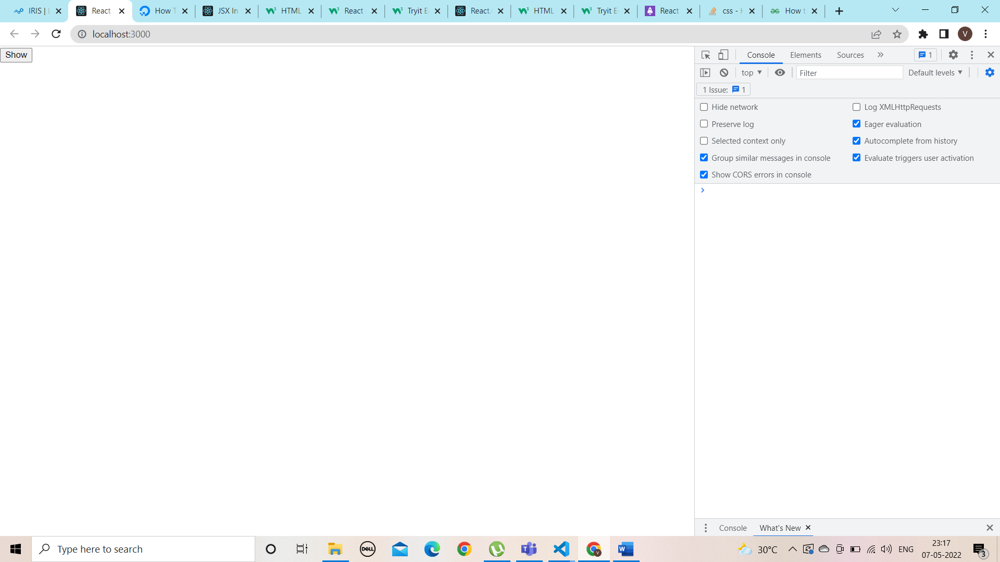 IRIS | L
React
How T
JSX In
HTML
React
Tryit E
React.
HTML
Tryit E
React
css - H
How t
localhost:3000
V
Show
Console Elements Sources 1
top Filter Default levels
1 Issue: 1
Hide network Log XMLHttpRequests
Preserve log Eager evaluation
Selected context only Autocomplete from history
Group similar messages in console Evaluate triggers user activation
Show CORS errors in console
Console What's New
Type here to search
DELL
30°C
ENG
23:17
07-05-2022
3